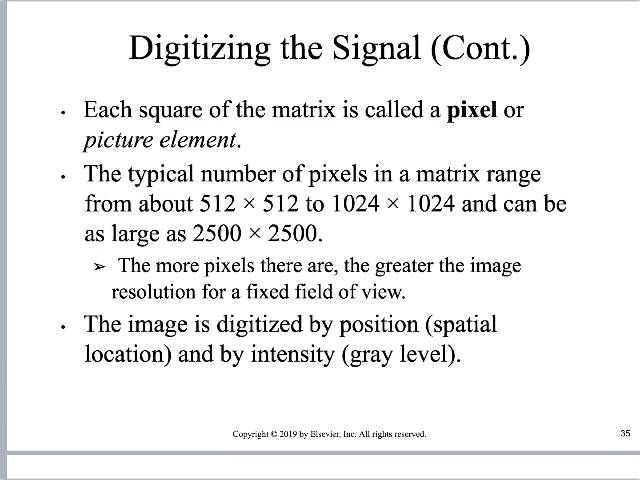 Digitizing the Signal (Cont.)
• Each square of the matrix is called a pixel or
picture element.
• The typical number of pixels in a matrix range
from about 512 × 512 to 1024 × 1024 and can be
as large as 2500 × 2500.
➢ The more pixels there are, the greater the image
resolution for a fixed field of view.
• The image is digitized by position (spatial
location) and by intensity (gray level).
Copyright © 2019 by Elsevier, Inc. All rights reserved.
35